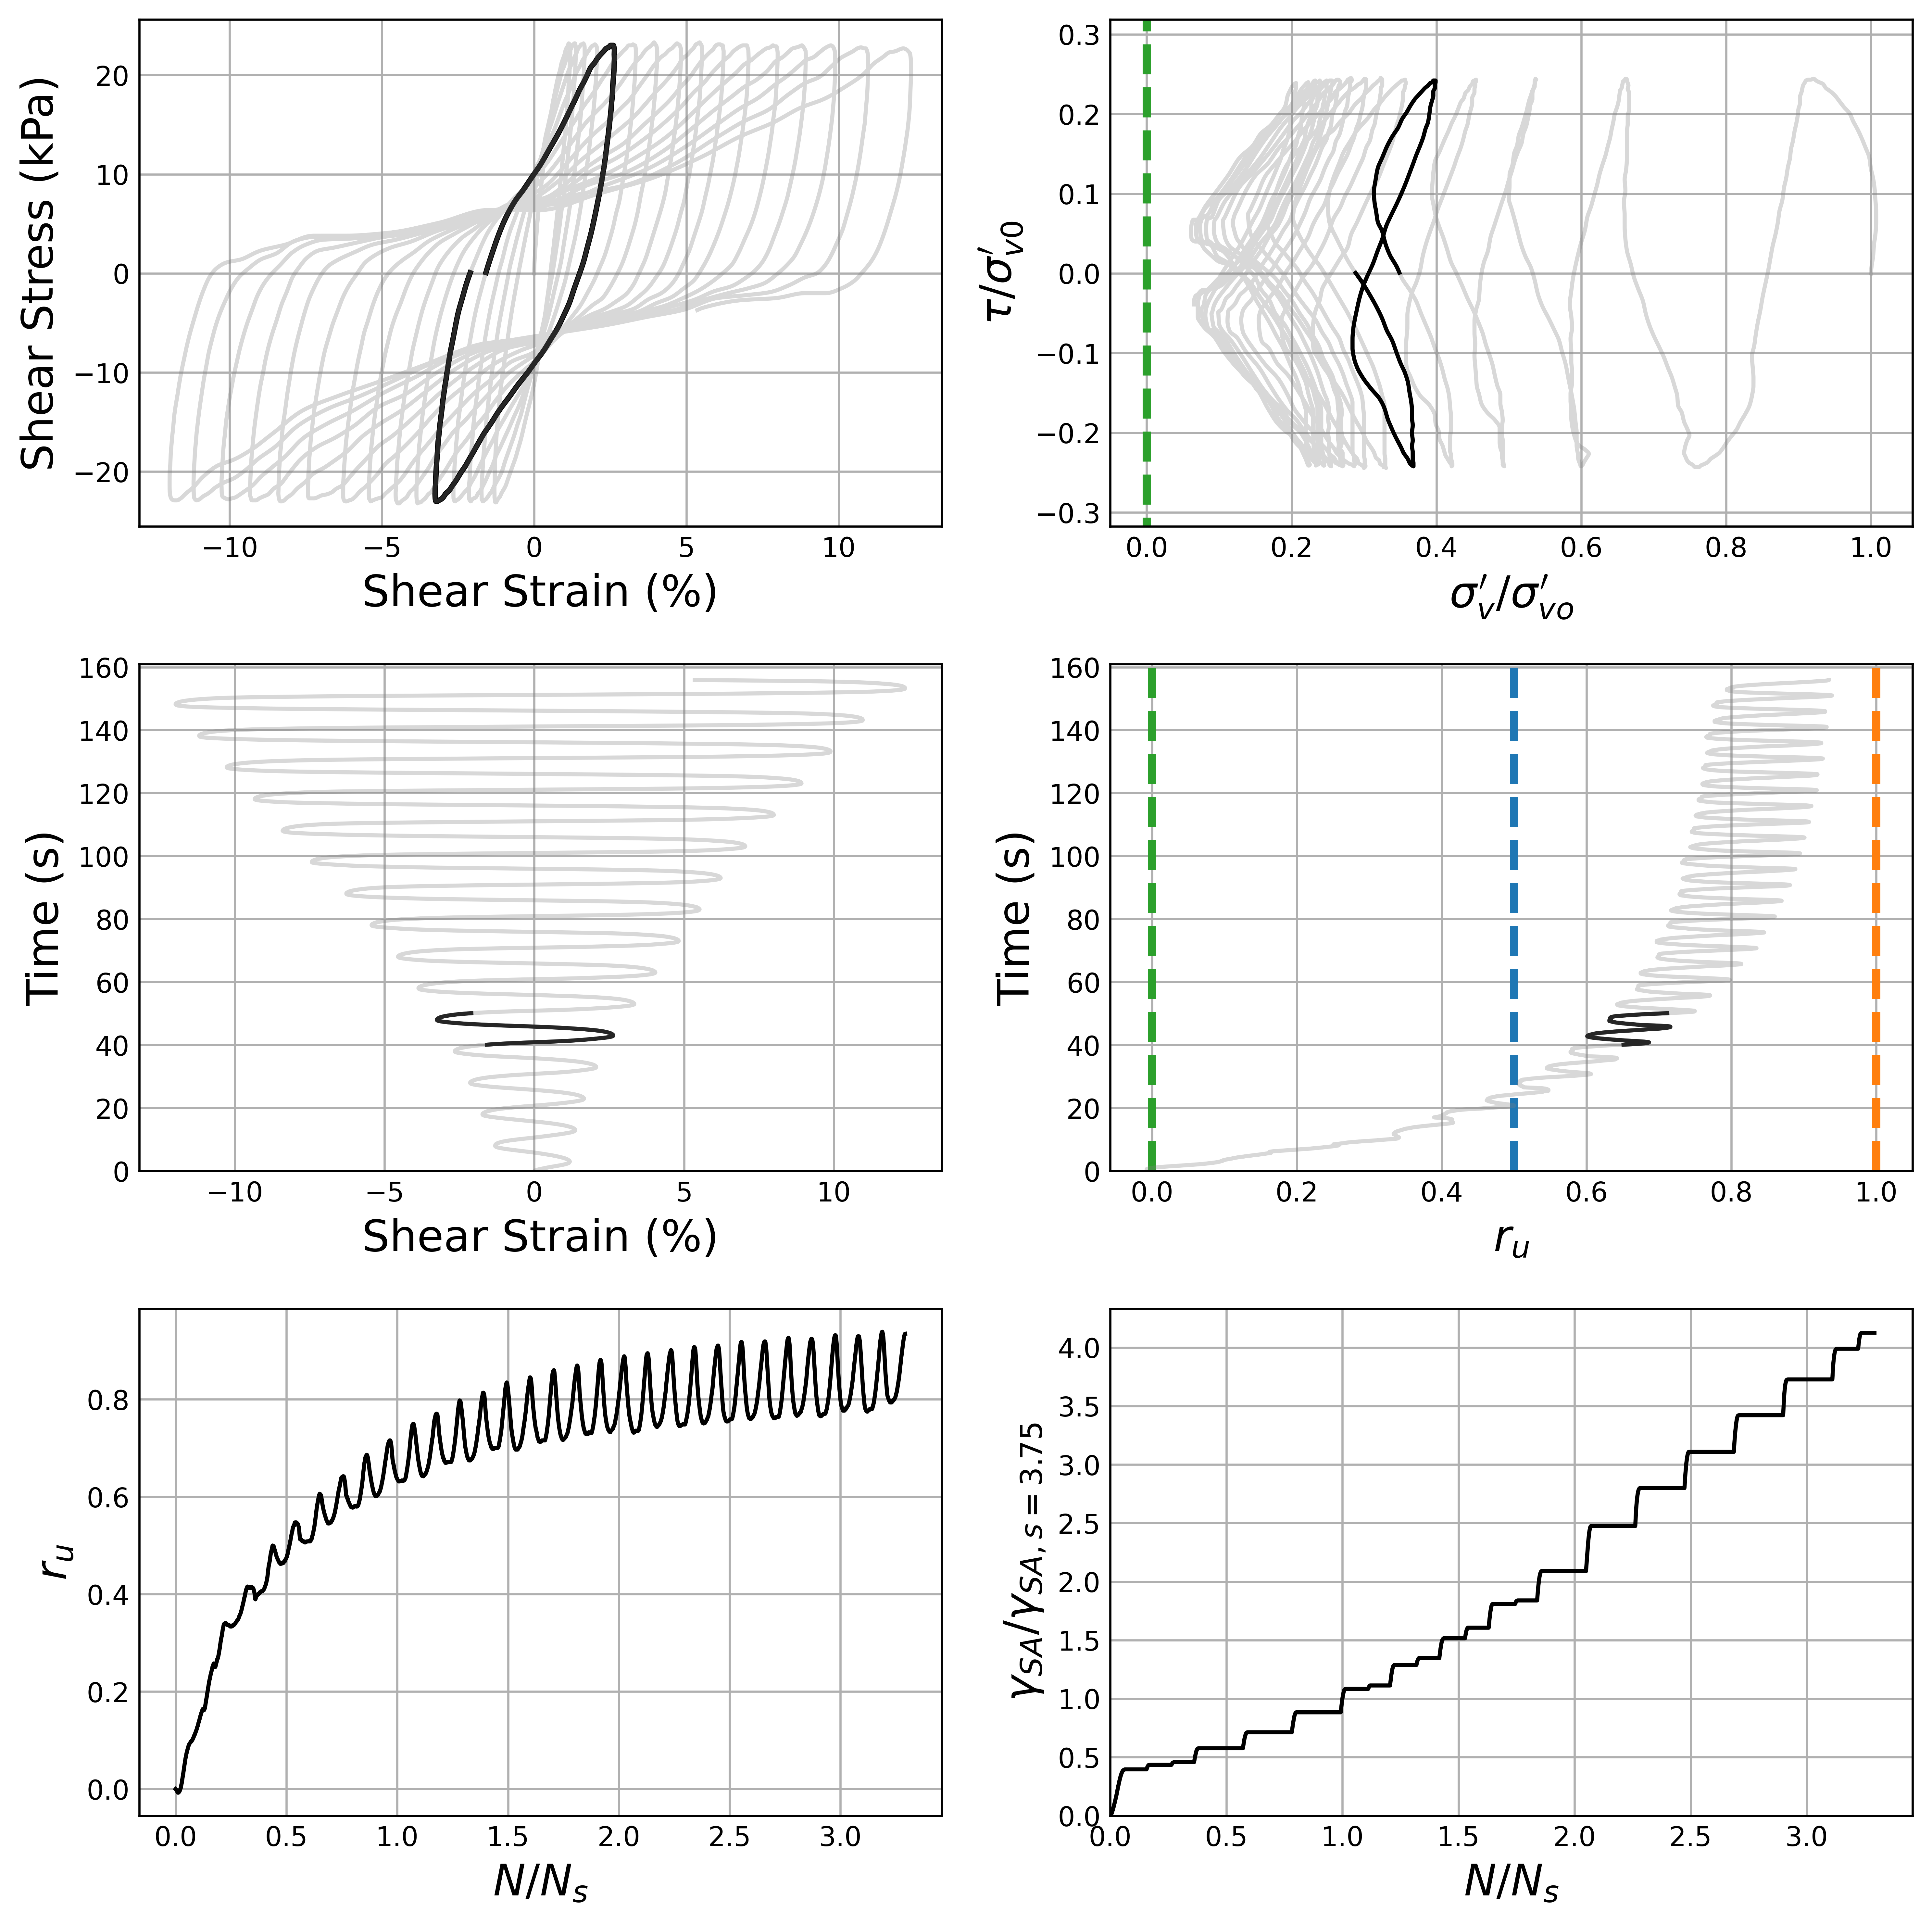 20
10
0
−10
−20
Shear Stress (kPa)
−10 −5 0 5 10
Shear Strain (%)
0.3
0.2
0.1
0.0
−0.1
−0.2
−0.3
τ/σ′v0
0.0 0.2 0.4 0.6 0.8 1.0
σ′v/σ′vo
160
140
120
100
80
60
40
20
0
Time (s)
−10 −5 0 5 10
Shear Strain (%)
160
140
120
100
80
60
40
20
0
Time (s)
0.0 0.2 0.4 0.6 0.8 1.0
ru
0.8
0.6
0.4
0.2
0.0
ru
0.0 0.5 1.0 1.5 2.0 2.5 3.0
N/Ns
4.0
3.5
3.0
2.5
2.0
1.5
1.0
0.5
0.0
γSA/γSA, s = 3.75
0.0 0.5 1.0 1.5 2.0 2.5 3.0
N/Ns